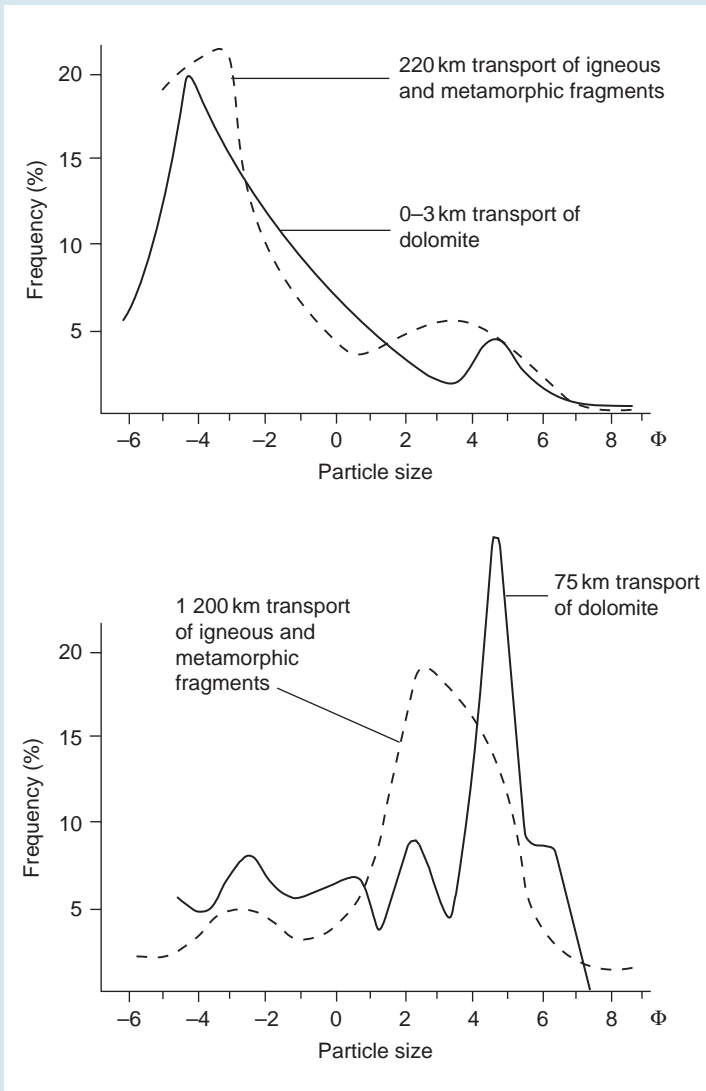 20
15
10
5
Frequency (%)
220 km transport of igneous
and metamorphic fragments
0–3 km transport of
dolomite
–6 –4 –2 0 2 4 6 8 Φ
Particle size
20
15
10
5
Frequency (%)
1 200 km transport
of igneous and
metamorphic
fragments
75 km transport
of dolomite
–6 –4 –2 0 2 4 6 8 Φ
Particle size